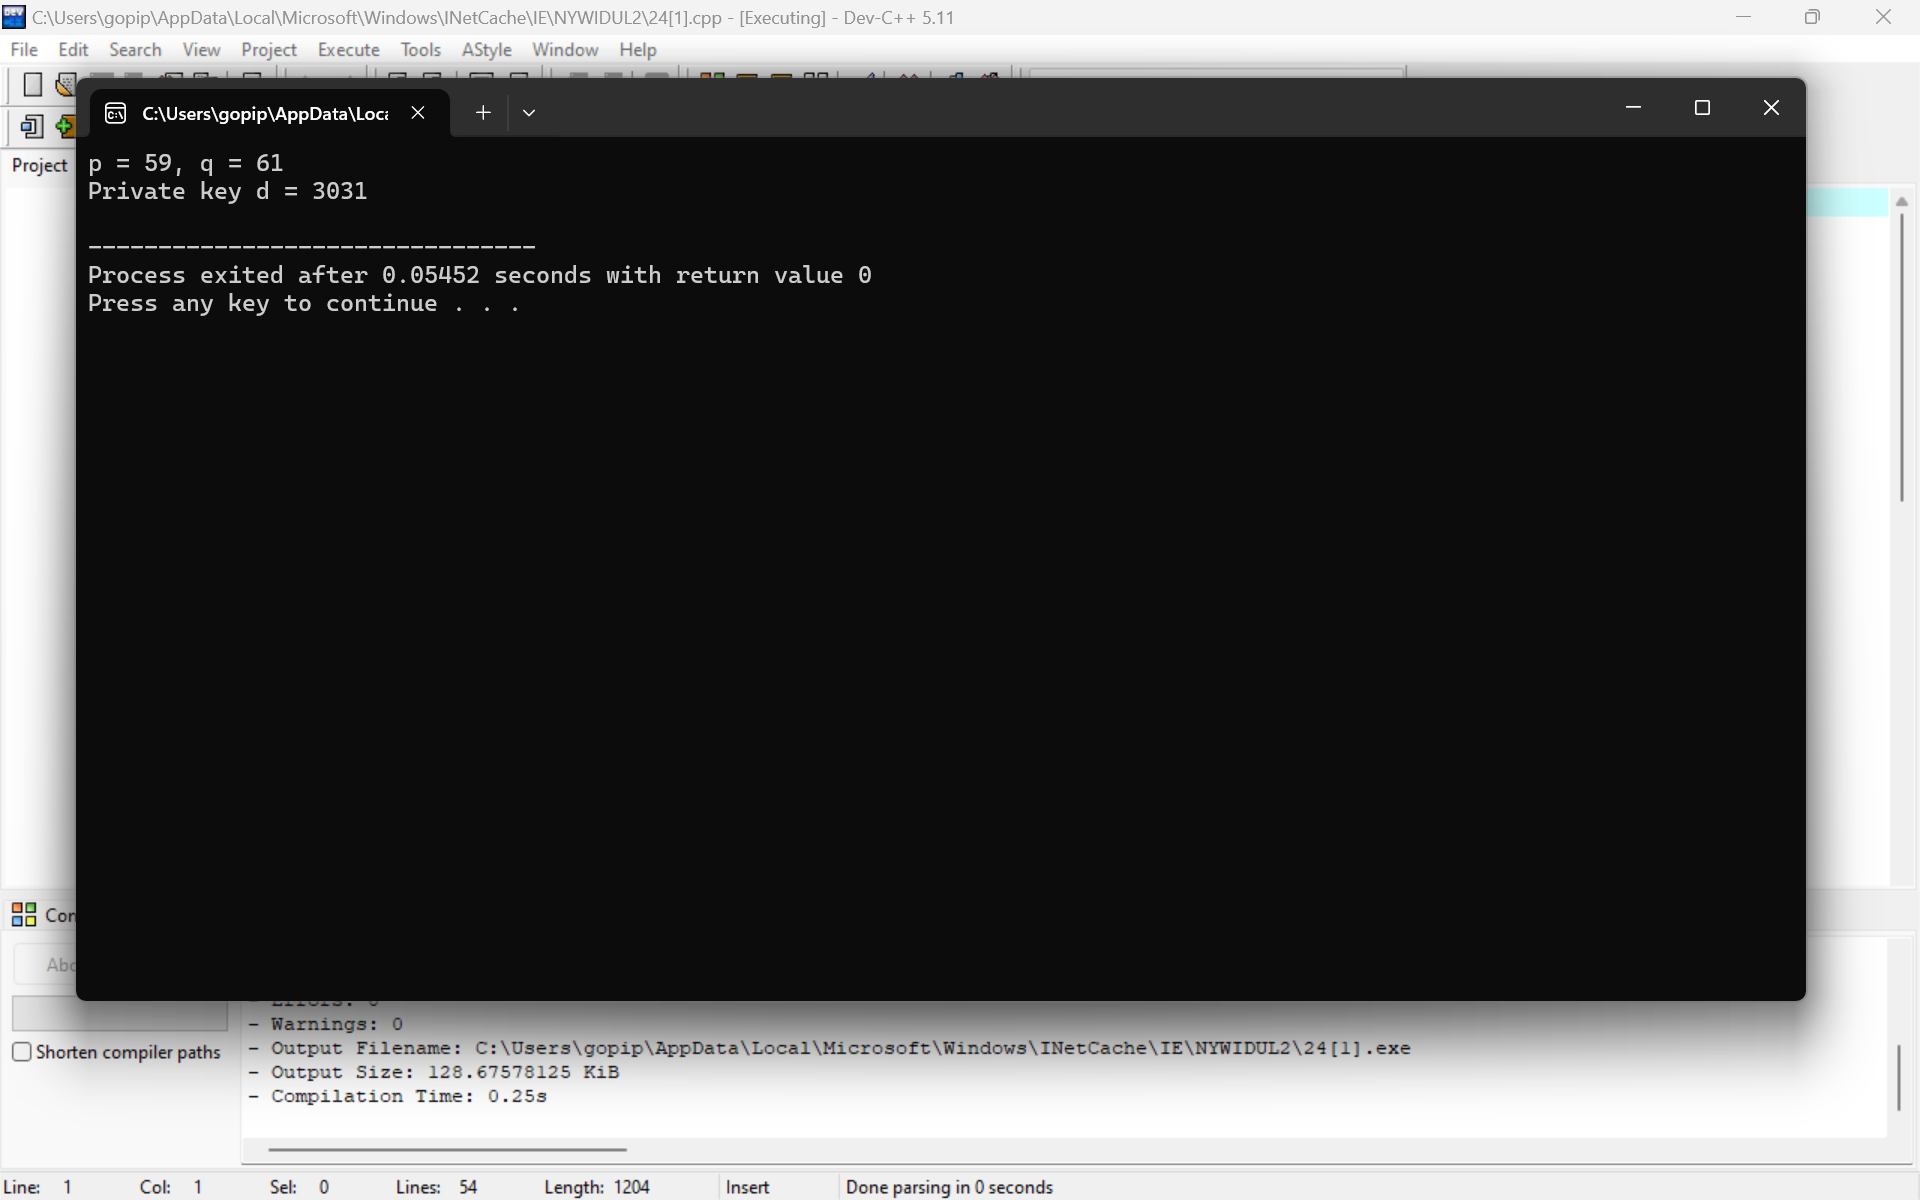 C:\Users\gopip\AppData\Local\Microsoft\Windows\INetCache\IE\NYWIDUL2\24[1].cpp - [Executing] - Dev-C++ 5.11
File Edit Search View Project Execute Tools AStyle Window Help
C:\Users\gopip\AppData\Loca
Project
p = 59, q = 61
Private key d = 3031
--------------------------------
Process exited after 0.05452 seconds with return value 0
Press any key to continue . . .
- Warnings: 0
Shorten compiler paths
- Output Filename: C:\Users\gopip\AppData\Local\Microsoft\Windows\INetCache\IE\NYWIDUL2\24[1].exe
- Output Size: 128.67578125 KiB
- Compilation Time: 0.25s
Line: 1 Col: 1 Sel: 0 Lines: 54 Length: 1204 Insert Done parsing in 0 seconds